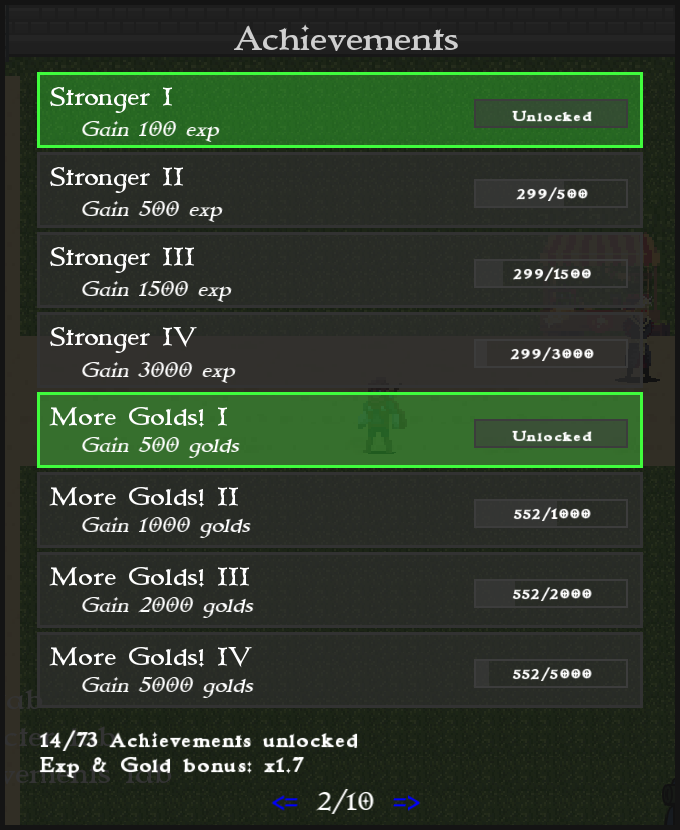 Achievements
Stronger I
Gain 100 exp
Unlocked
Stronger II
Gain 500 exp
299/500
Stronger III
Gain 1500 exp
299/1500
Stronger IV
Gain 3000 exp
299/3000
More Golds! I
Gain 500 golds
Unlocked
More Golds! II
Gain 1000 golds
552/1000
More Golds! III
Gain 2000 golds
552/2000
More Golds! IV
Gain 5000 golds
552/5000
14/73 Achievements unlocked
Exp & Gold bonus: x1.7
<= 2/10 =>